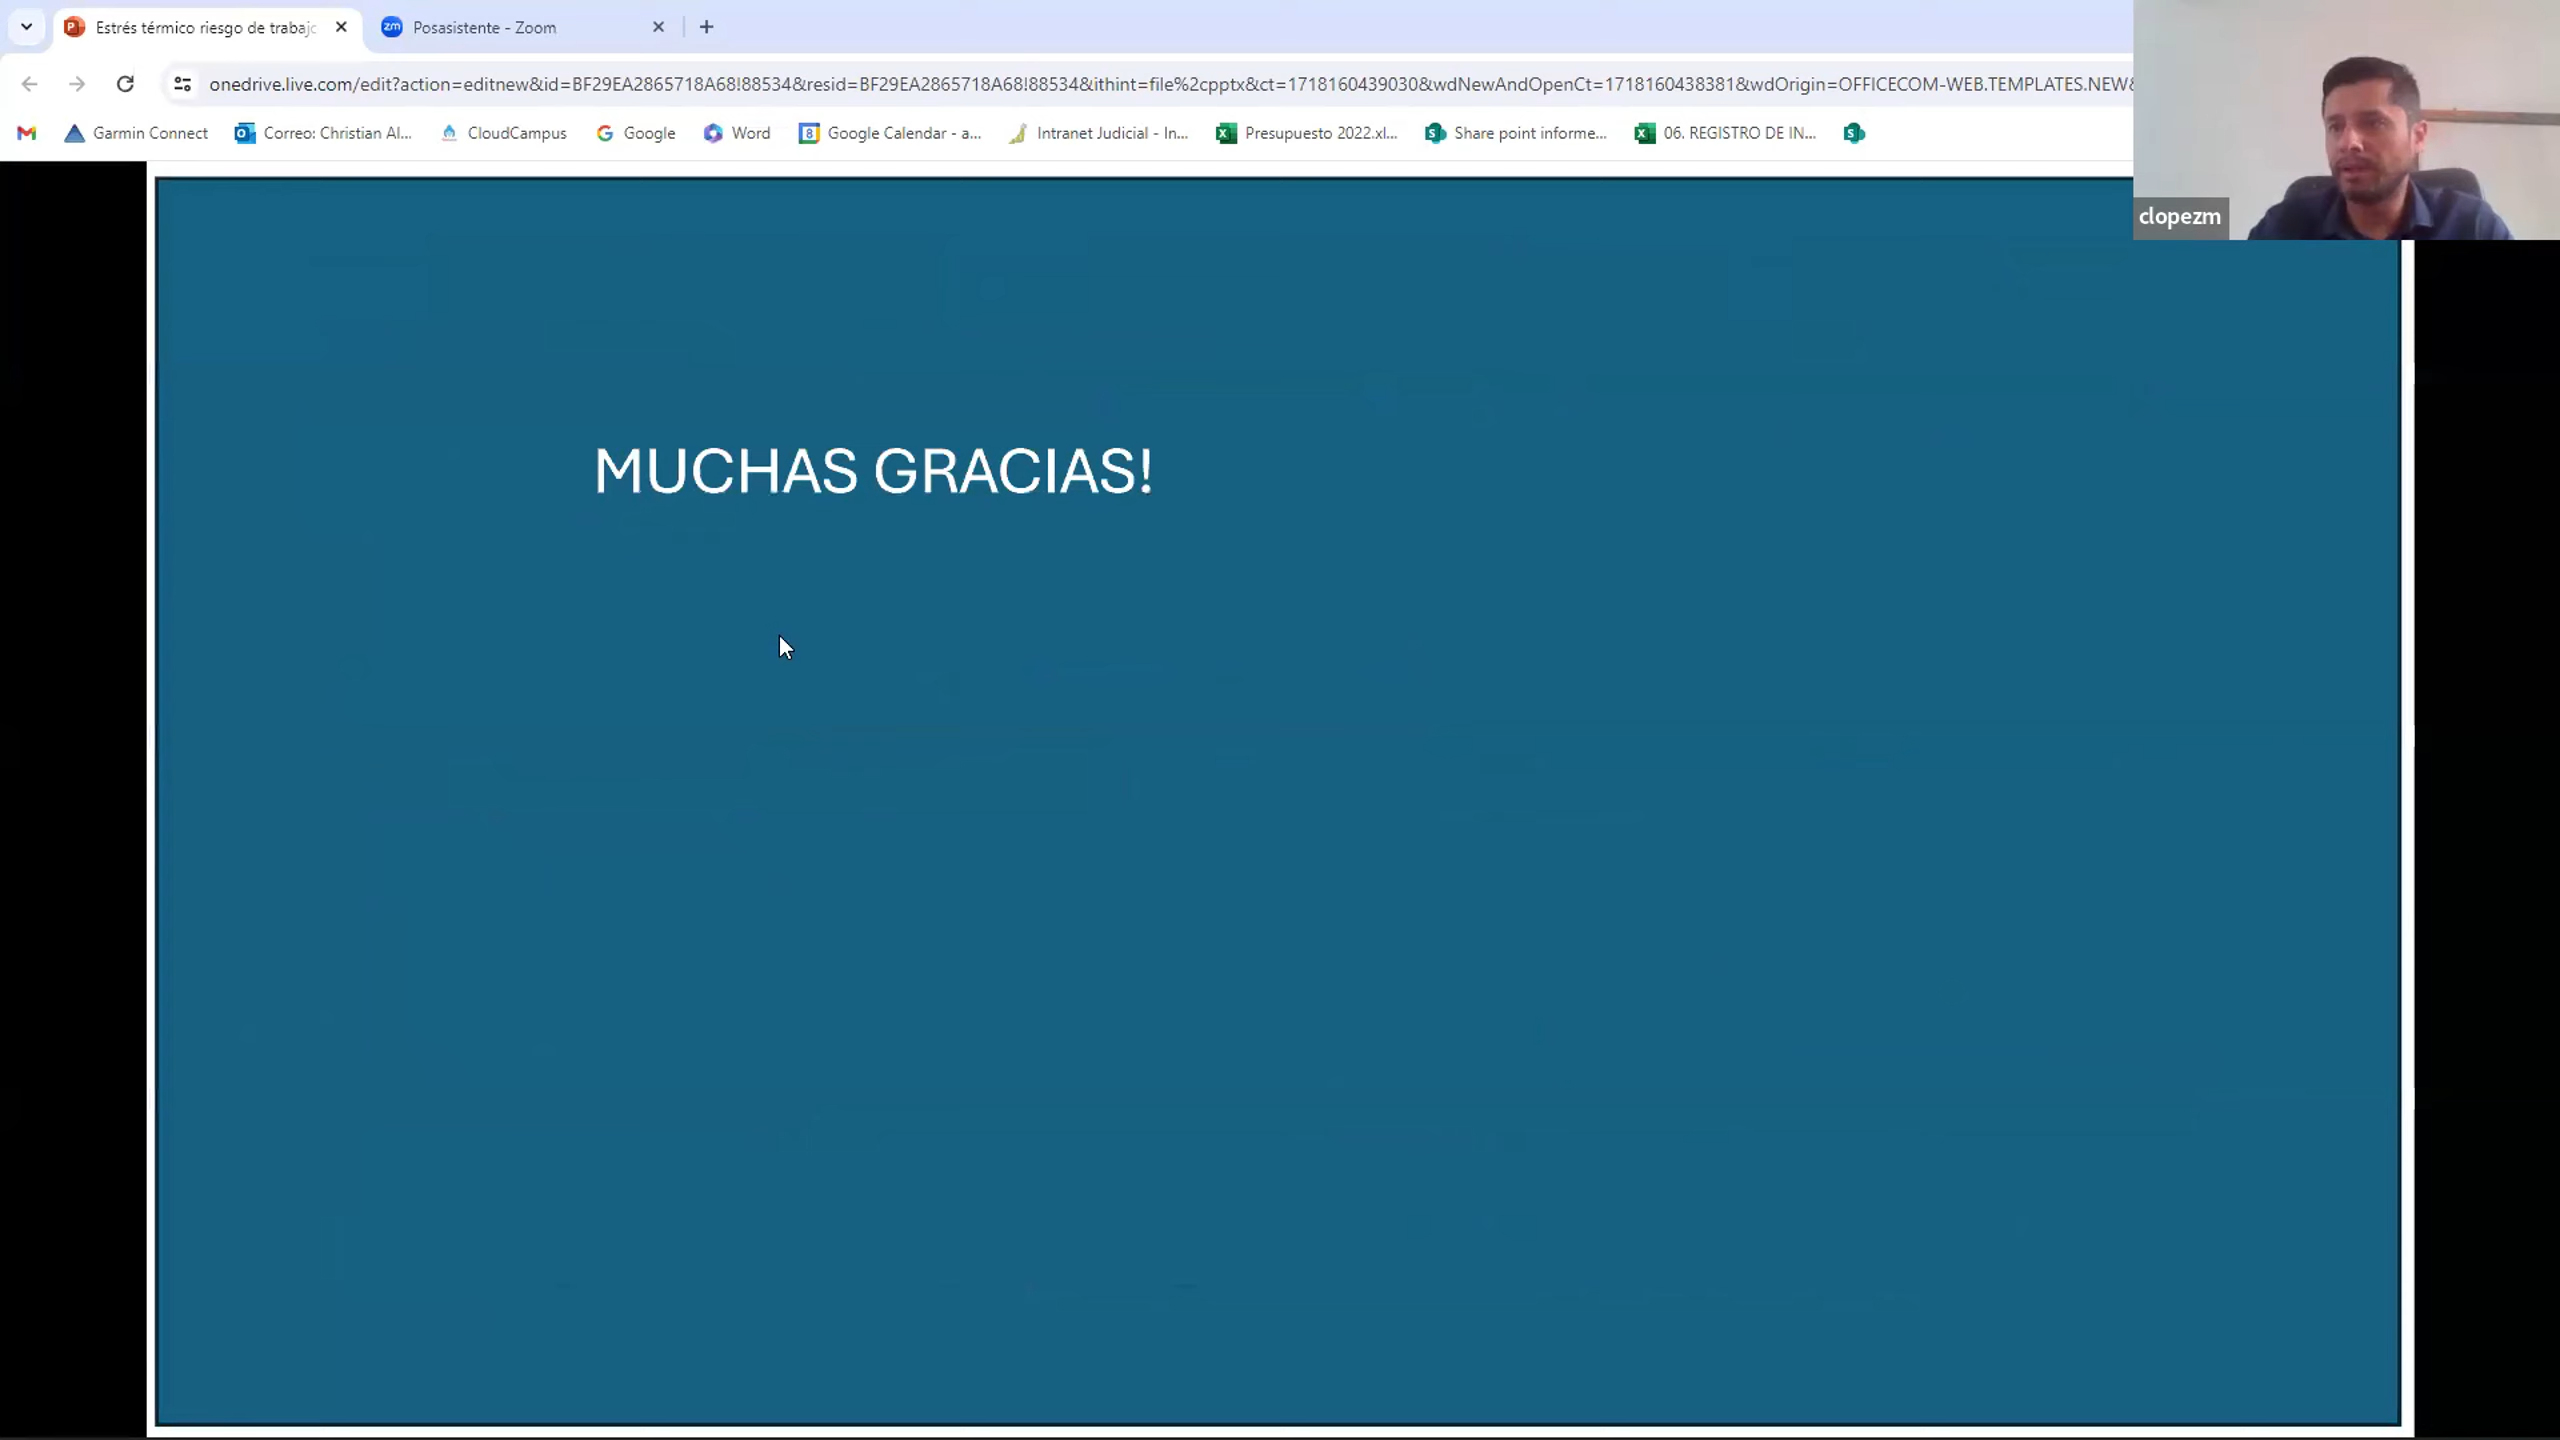 Estrés térmico riesgo de trabajo
Posasistente - Zoom
onedrive.live.com/edit?action=editnew&id=BF29EA2865718A68!88534&resid=BF29EA2865718A68!88534&ithint=file%2cpptx&ct=1718160439030&wdNewAndOpenCt=1718160438381&wdOrigin=OFFICECOM-WEB.TEMPLATES.NEW&
Garmin Connect
Correo: Christian Al...
CloudCampus
Google
Word
Google Calendar - a...
Intranet Judicial - In...
Presupuesto 2022.xl...
Share point informe...
06. REGISTRO DE IN...
clopezm
MUCHAS GRACIAS!